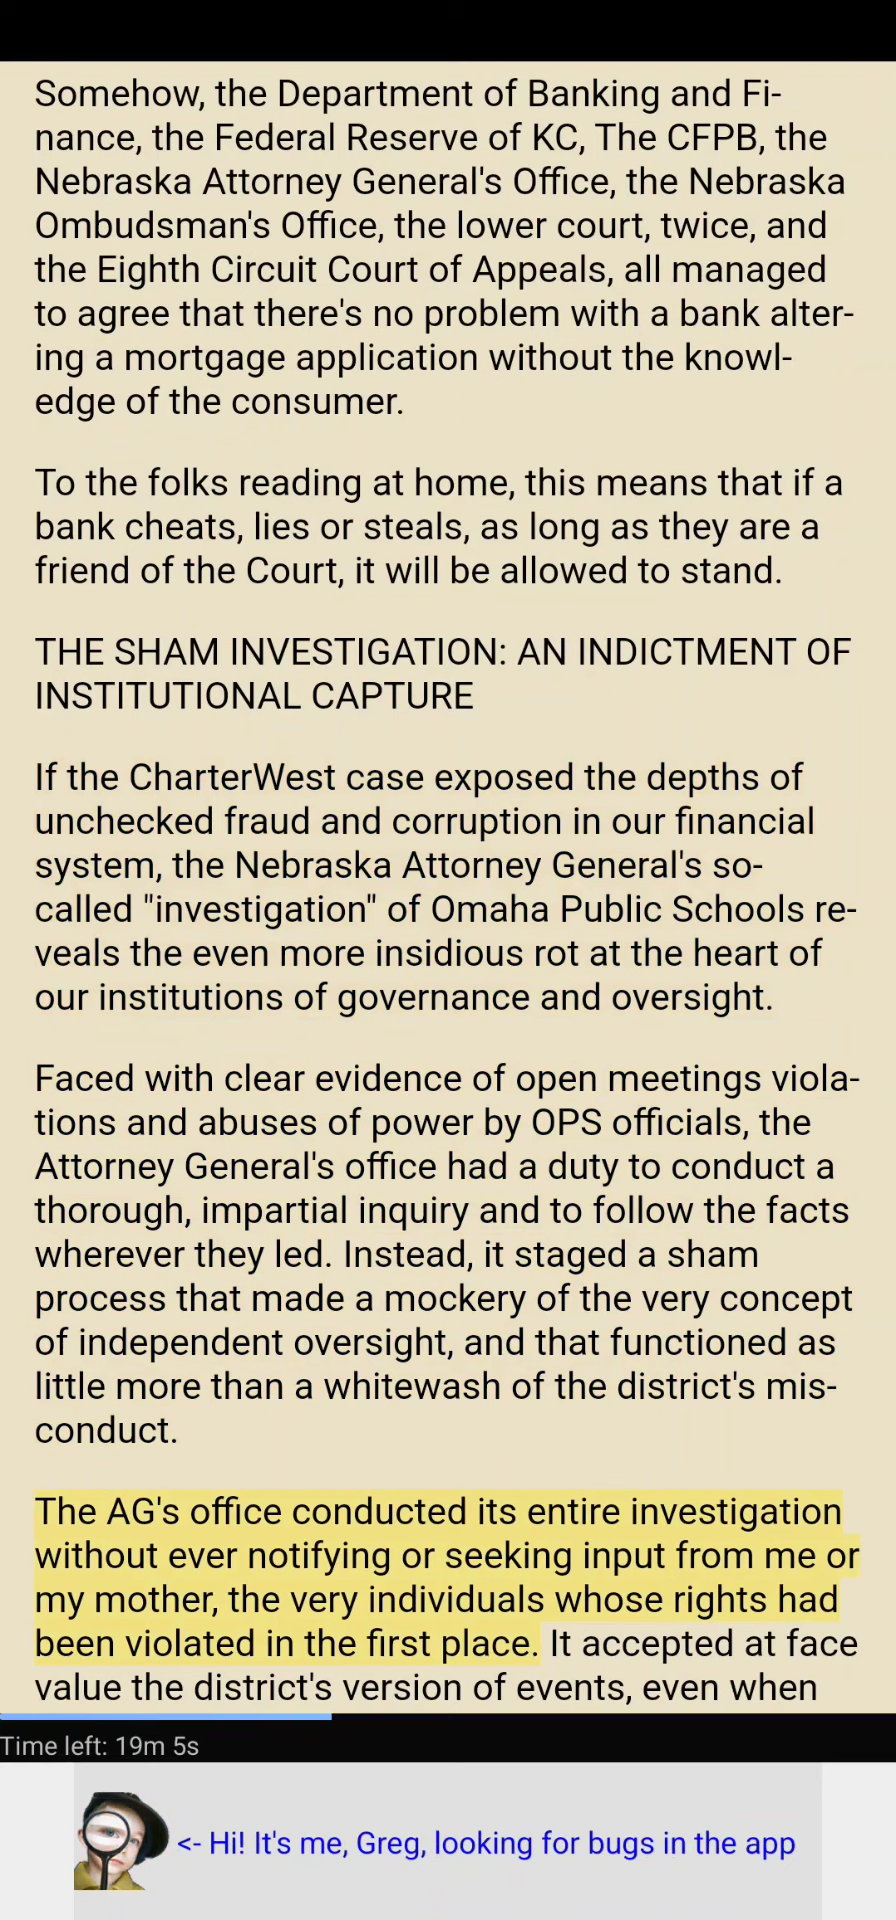 Somehow, the Department of Banking and Fi-
nance, the Federal Reserve of KC, The CFPB, the
Nebraska Attorney General's Office, the Nebraska
Ombudsman's Office, the lower court, twice, and
the Eighth Circuit Court of Appeals, all managed
to agree that there's no problem with a bank alter-
ing a mortgage application without the knowl-
edge of the consumer.
To the folks reading at home, this means that if a
bank cheats, lies or steals, as long as they are a
friend of the Court, it will be allowed to stand.
THE SHAM INVESTIGATION: AN INDICTMENT OF
INSTITUTIONAL CAPTURE
If the CharterWest case exposed the depths of
unchecked fraud and corruption in our financial
system, the Nebraska Attorney General's so-
called "investigation" of Omaha Public Schools re-
veals the even more insidious rot at the heart of
our institutions of governance and oversight.
Faced with clear evidence of open meetings viola-
tions and abuses of power by OPS officials, the
Attorney General's office had a duty to conduct a
thorough, impartial inquiry and to follow the facts
wherever they led. Instead, it staged a sham
process that made a mockery of the very concept
of independent oversight, and that functioned as
little more than a whitewash of the district's mis-
conduct.
The AG's office conducted its entire investigation
without ever notifying or seeking input from me or
my mother, the very individuals whose rights had
been violated in the first place. It accepted at face
value the district's version of events, even when
Time left: 19m 5s
<- Hi! It's me, Greg, looking for bugs in the app